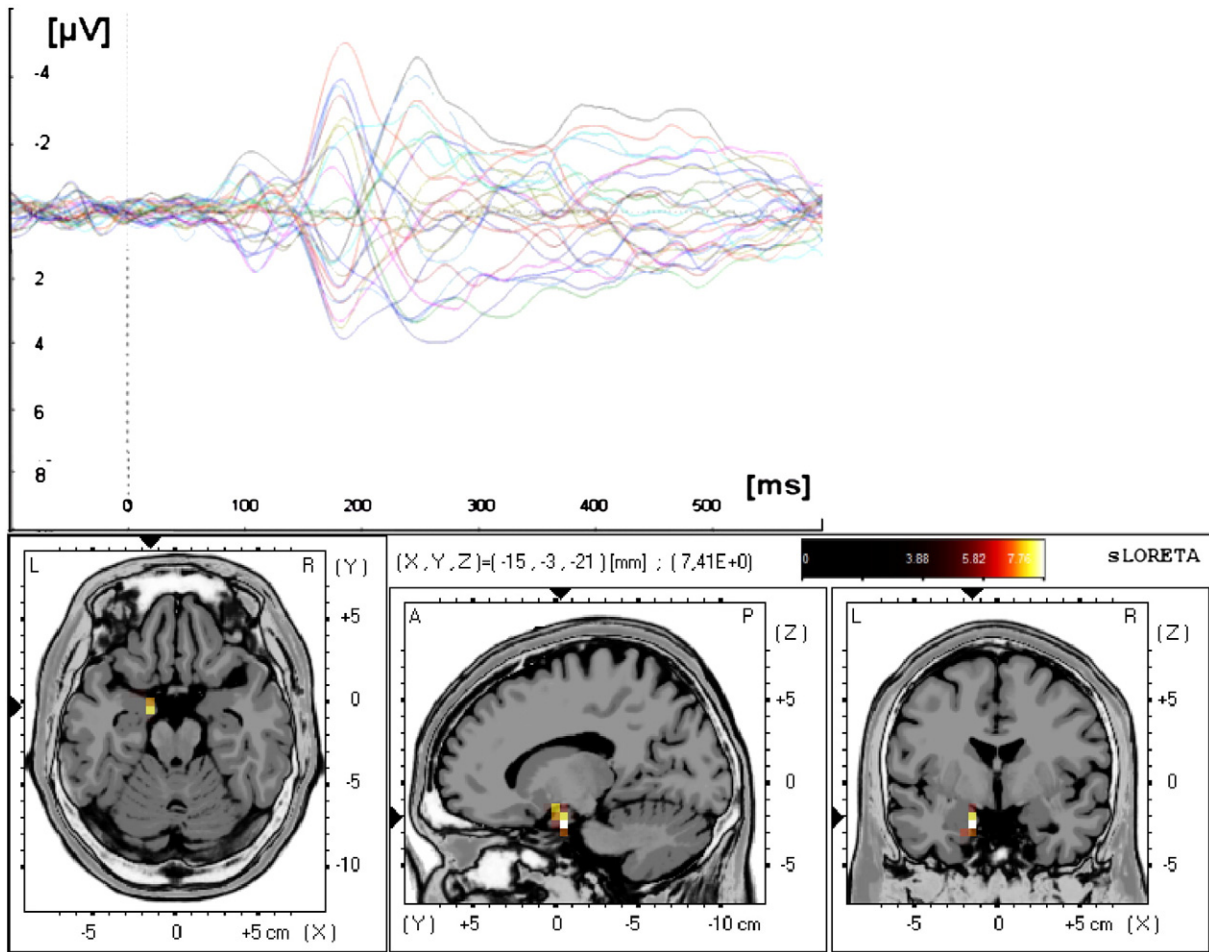 [µV]
-4
-2
2
4
6
8
[ms]
0 100 200 300 400 500
L R (Y)
+5
0
-5
-10
-5 0 +5 cm (X)
(X,Y,Z)=(-15,-3,-21)[mm] ; (7,41E+0)
0 3.88 5.82 7.76
sLORETA
A P
(Z)
+5
0
-5
(Y) +5 0 -5 -10 cm
L R
(Z)
+5
0
-5
-5 0 +5 cm (X)